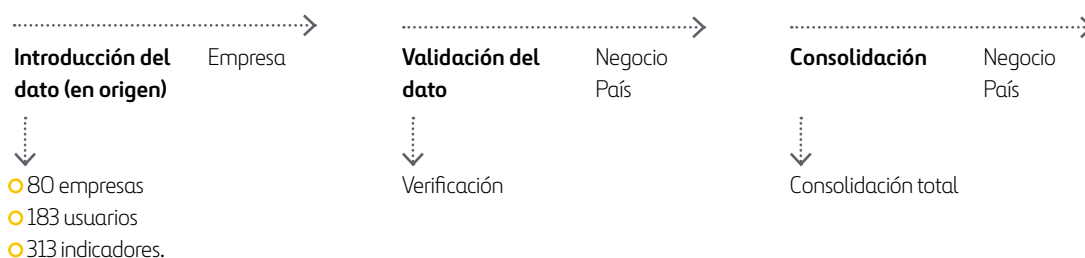 Introducción del
dato (en origen)
Empresa
80 empresas
183 usuarios
313 indicadores.
Validación del
dato
Negocio
País
Verificación
Consolidación
Negocio
País
Consolidación total